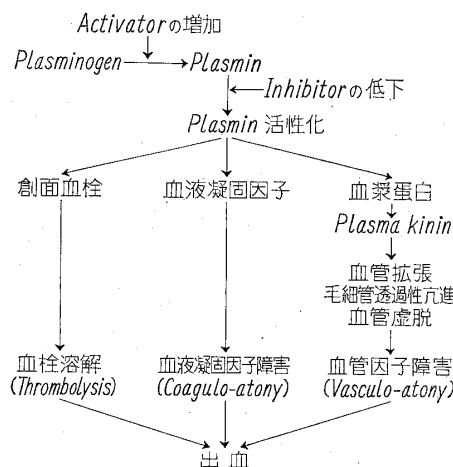 Activatorの増加
Plasminogen Plasmin
Inhibitorの低下
Plasmin 活性化
創面血栓 血液凝固因子 血漿蛋白
Plasma kinin
血管拡張
毛細管透過性亢進
血管虚脱
血栓溶解 血液凝固因子障害 血管因子障害
(Thrombolysis) (Coagulo-atony) (Vasculo-atony)
出血